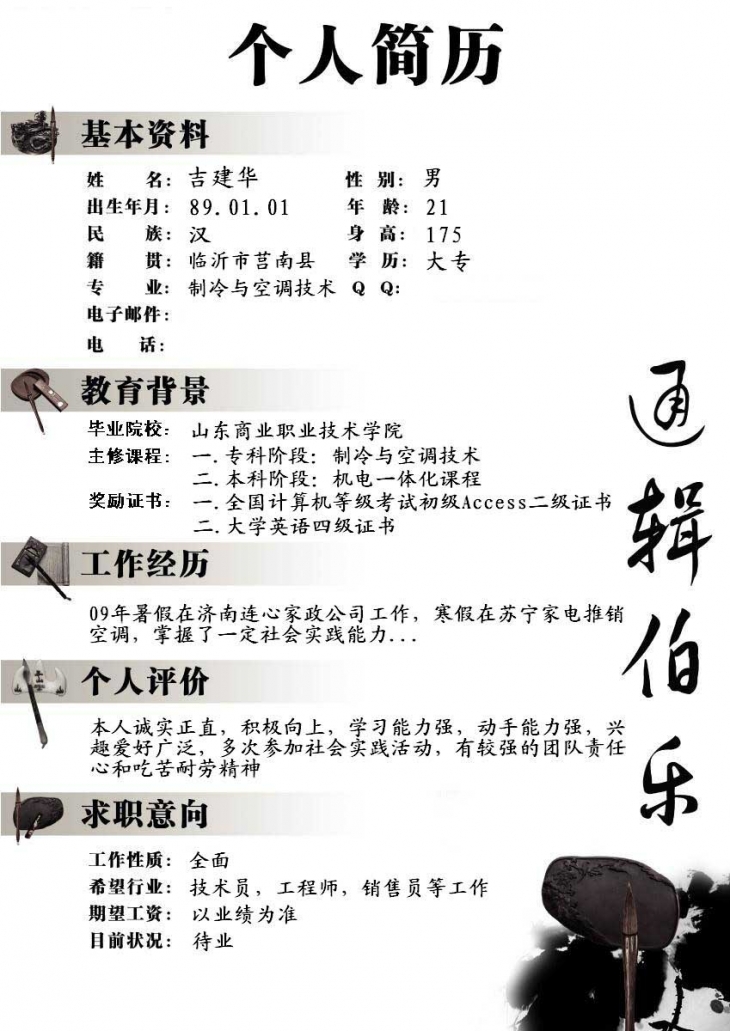 个人简历
基本资料
姓 名： 吉建华 性 别： 男
出生年月： 89.01.01 年 龄： 21
民 族： 汉 身 高： 175
籍 贯： 临沂市莒南县 学 历： 大专
专 业： 制冷与空调技术 Q Q：
电子邮件：
电 话：
教育背景
毕业院校： 山东商业职业技术学院
主修课程： 一.专科阶段：制冷与空调技术
二.本科阶段：机电一体化课程
奖励证书： 一.全国计算机等级考试初级Access二级证书
二.大学英语四级证书
工作经历
09年暑假在济南连心家政公司工作，寒假在苏宁家电推销
空调，掌握了一定社会实践能力...
个人评价
本人诚实正直，积极向上，学习能力强，动手能力强，兴
趣爱好广泛，多次参加社会实践活动，有较强的团队责任
心和吃苦耐劳精神
求职意向
工作性质： 全面
希望行业： 技术员，工程师，销售员等工作
期望工资： 以业绩为准
目前状况： 待业
通辑伯乐